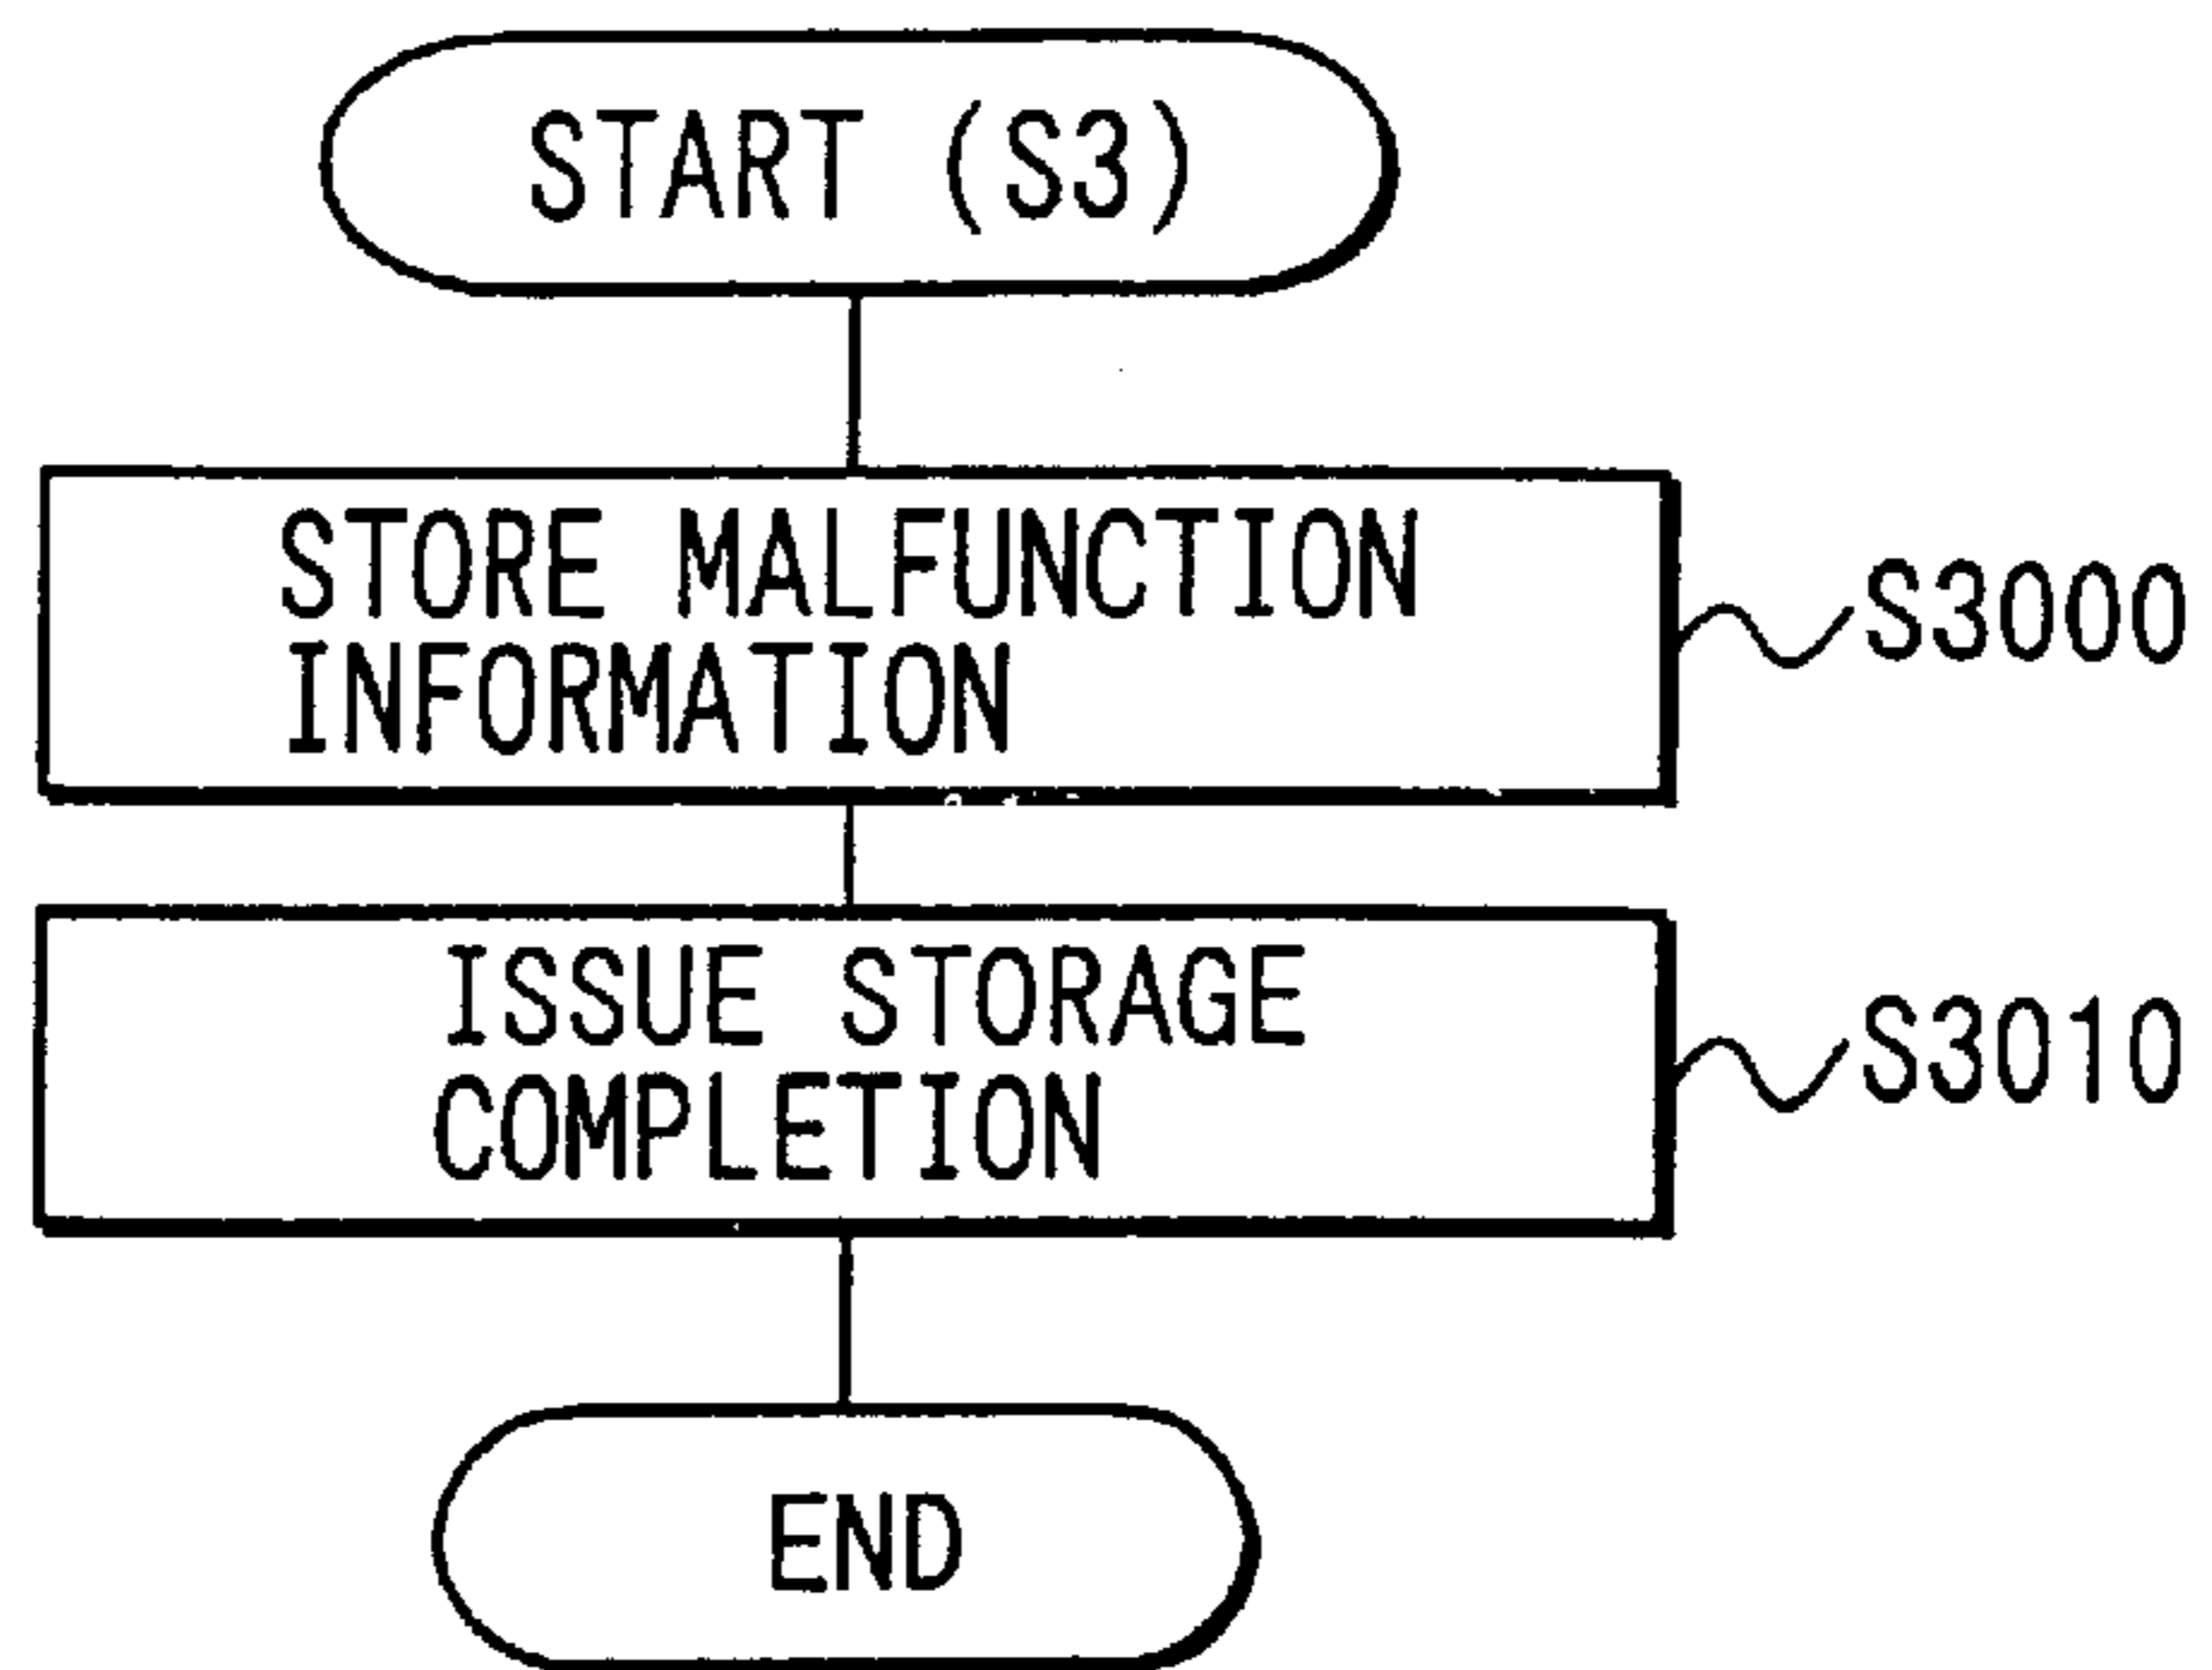 START (S3)
STORE MALFUNCTION
INFORMATION
S3000
ISSUE STORAGE
COMPLETION
S3010
END